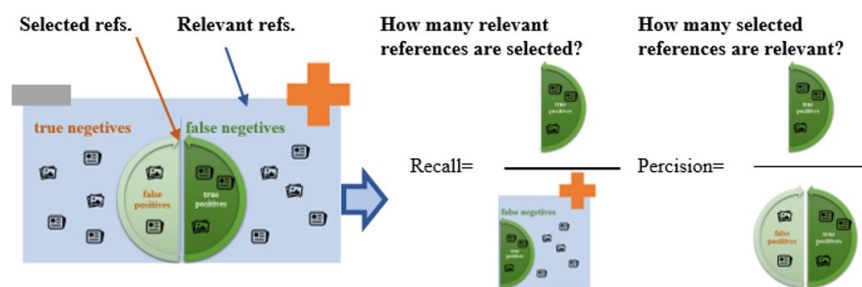 Selected refs.
Relevant refs.
How many relevant
references are selected?
How many selected
references are relevant?
true negetives
false negetives
false
positives
true
positives
Recall=
true
positives
false negetives
true
positives
Percision=
true
positives
false
positives
true
positives